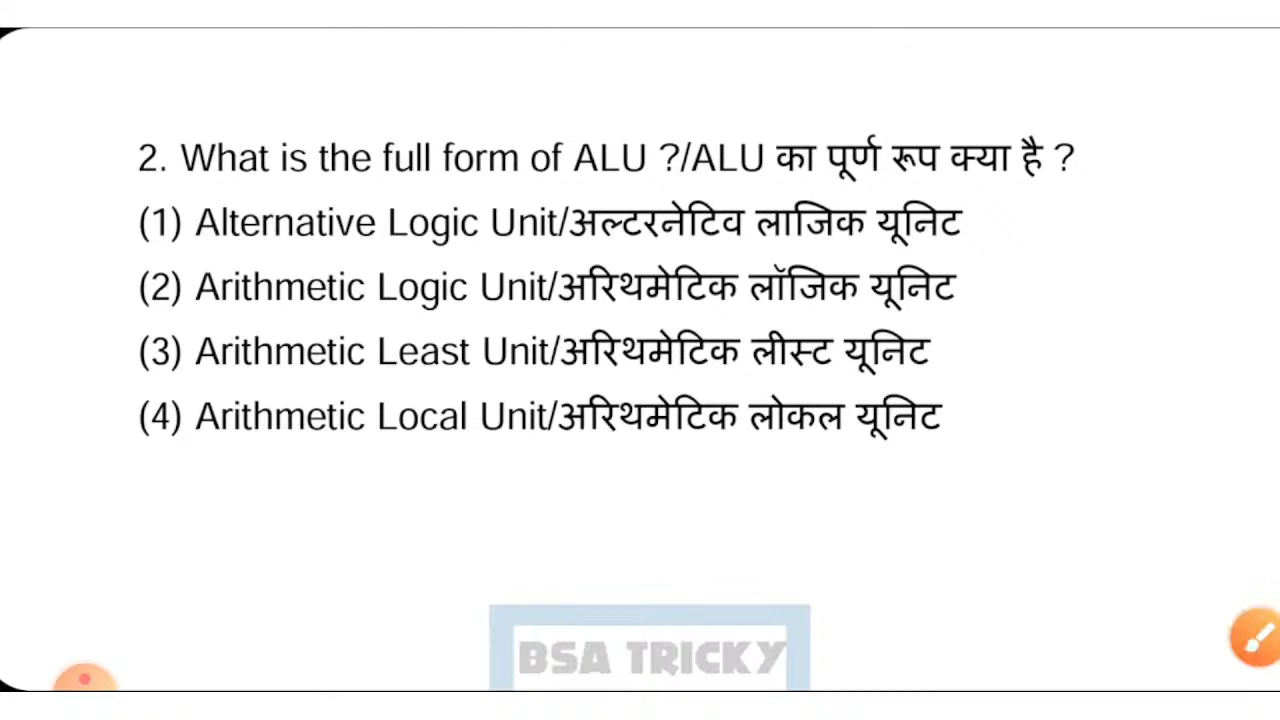 2. What is the full form of ALU ?/ALU का पूर्ण रूप क्या है ?
(1) Alternative Logic Unit/अल्टरनेटिव लाजिक यूनिट
(2) Arithmetic Logic Unit/अरिथमेटिक लॉजिक यूनिट
(3) Arithmetic Least Unit/अरिथमेटिक लीस्ट यूनिट
(4) Arithmetic Local Unit/अरिथमेटिक लोकल यूनिट
BSA TRICKY